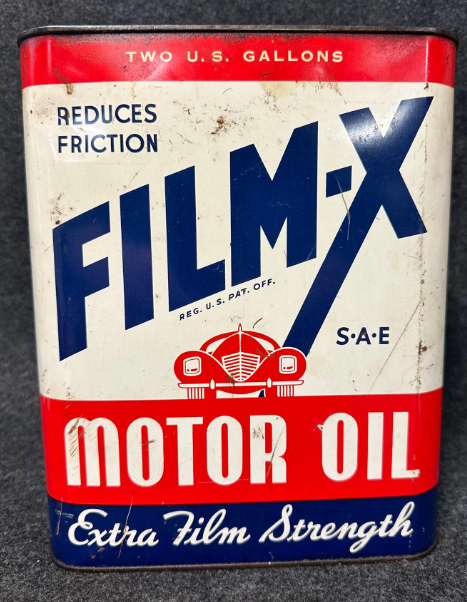 TWO U.S. GALLONS
REDUCES
FRICTION
FILM-X
REG. U.S. PAT. OFF.
S·A·E
MOTOR OIL
Extra Film Strength